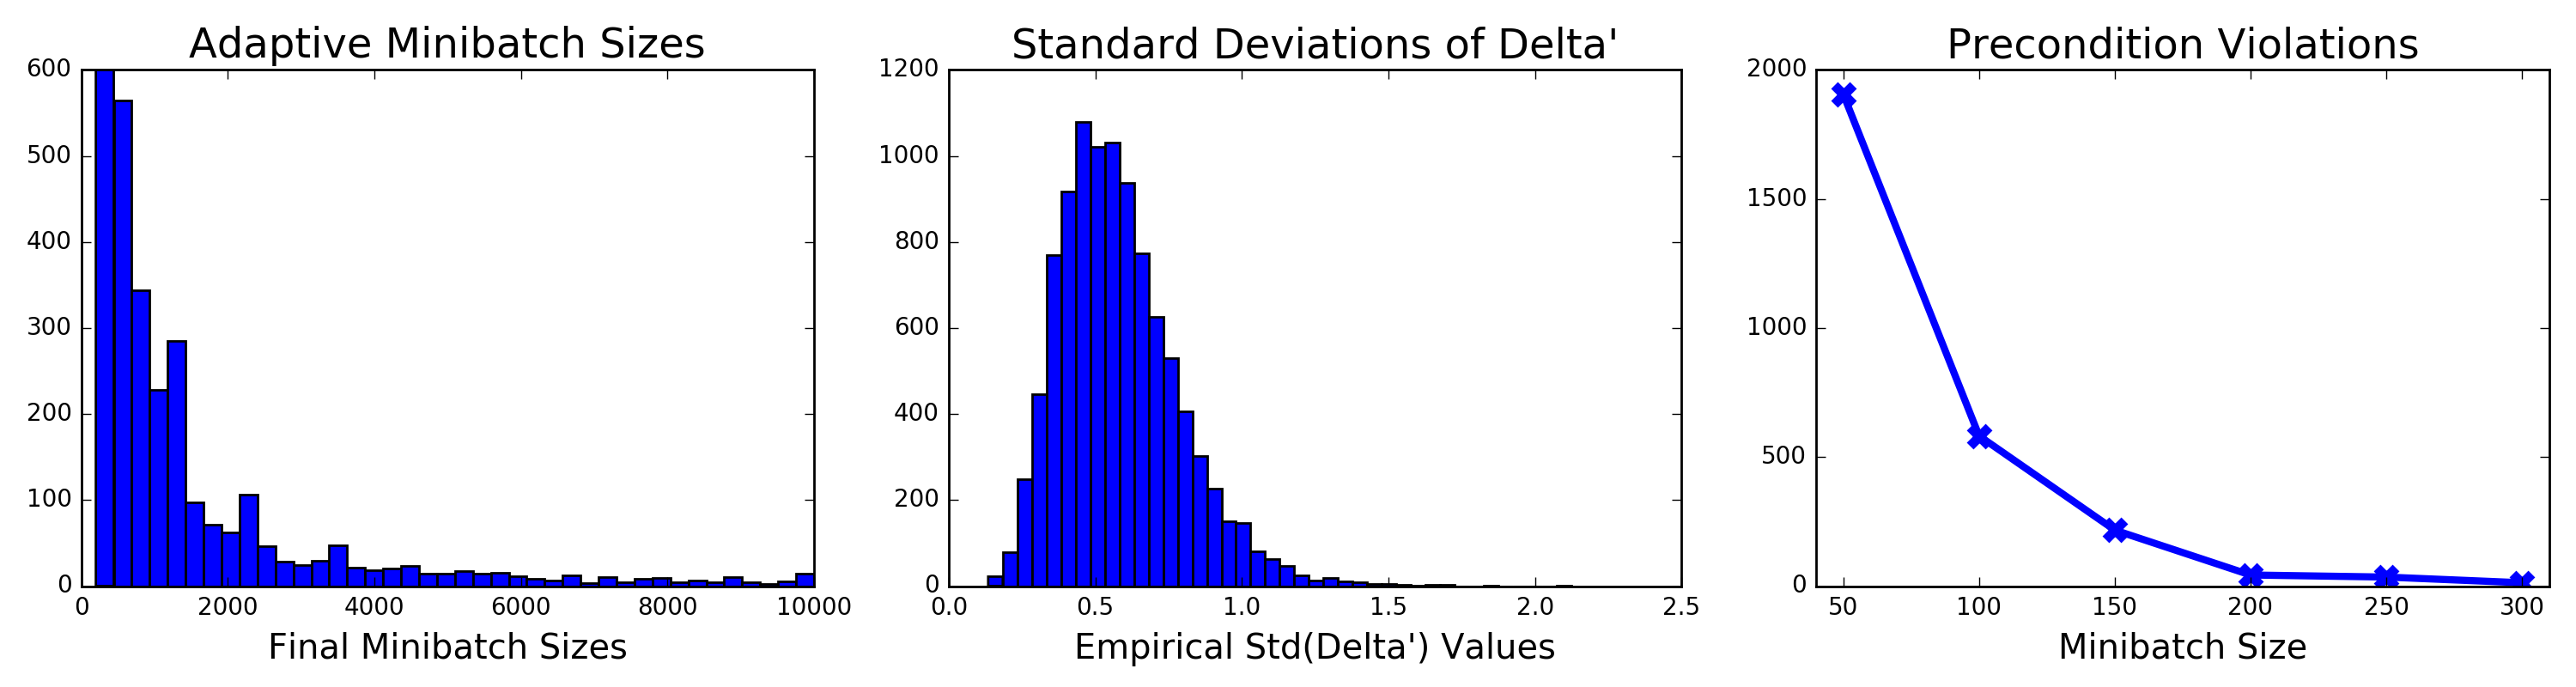 Adaptive Minibatch Sizes
600
500
400
300
200
100
0
0 2000 4000 6000 8000 10000
Final Minibatch Sizes
Standard Deviations of Delta'
1200
1000
800
600
400
200
0
0.0 0.5 1.0 1.5 2.0 2.5
Empirical Std(Delta') Values
Precondition Violations
2000
1500
1000
500
0
50 100 150 200 250 300
Minibatch Size